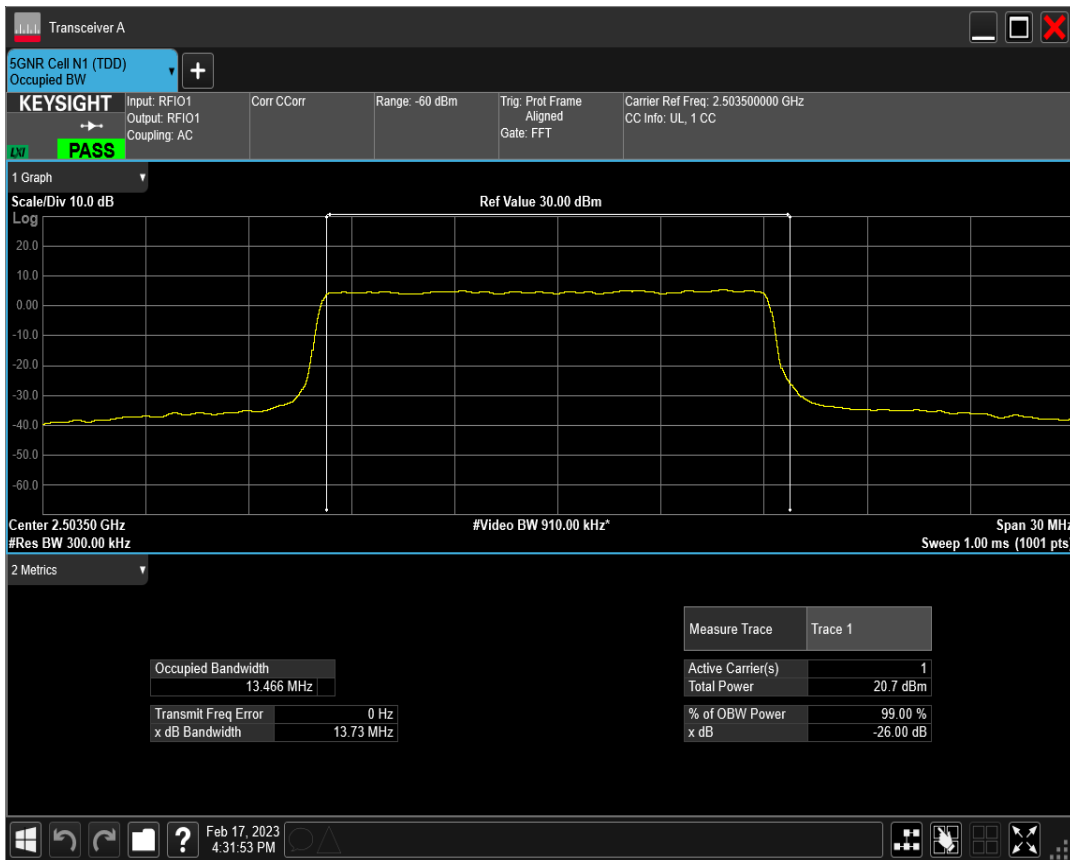 Transceiver A
5GNR Cell N1 (TDD)
Occupied BW
KEYSIGHT
LXI
PASS
Input: RFIO1
Output: RFIO1
Coupling: AC
Corr CCorr
Range: -60 dBm
Trig: Prot Frame
Aligned
Gate: FFT
Carrier Ref Freq: 2.503500000 GHz
CC Info: UL, 1 CC
1 Graph
Scale/Div 10.0 dB
Ref Value 30.00 dBm
Log
20.0
10.0
0.00
-10.0
-20.0
-30.0
-40.0
-50.0
-60.0
Center 2.50350 GHz
#Video BW 910.00 kHz*
Span 30 MHz
#Res BW 300.00 kHz
Sweep 1.00 ms (1001 pts)
2 Metrics
Measure Trace Trace 1
Occupied Bandwidth
13.466 MHz
Active Carrier(s) 1
Total Power 20.7 dBm
Transmit Freq Error 0 Hz
x dB Bandwidth 13.73 MHz
% of OBW Power 99.00 %
x dB -26.00 dB
?
Feb 17, 2023
4:31:53 PM